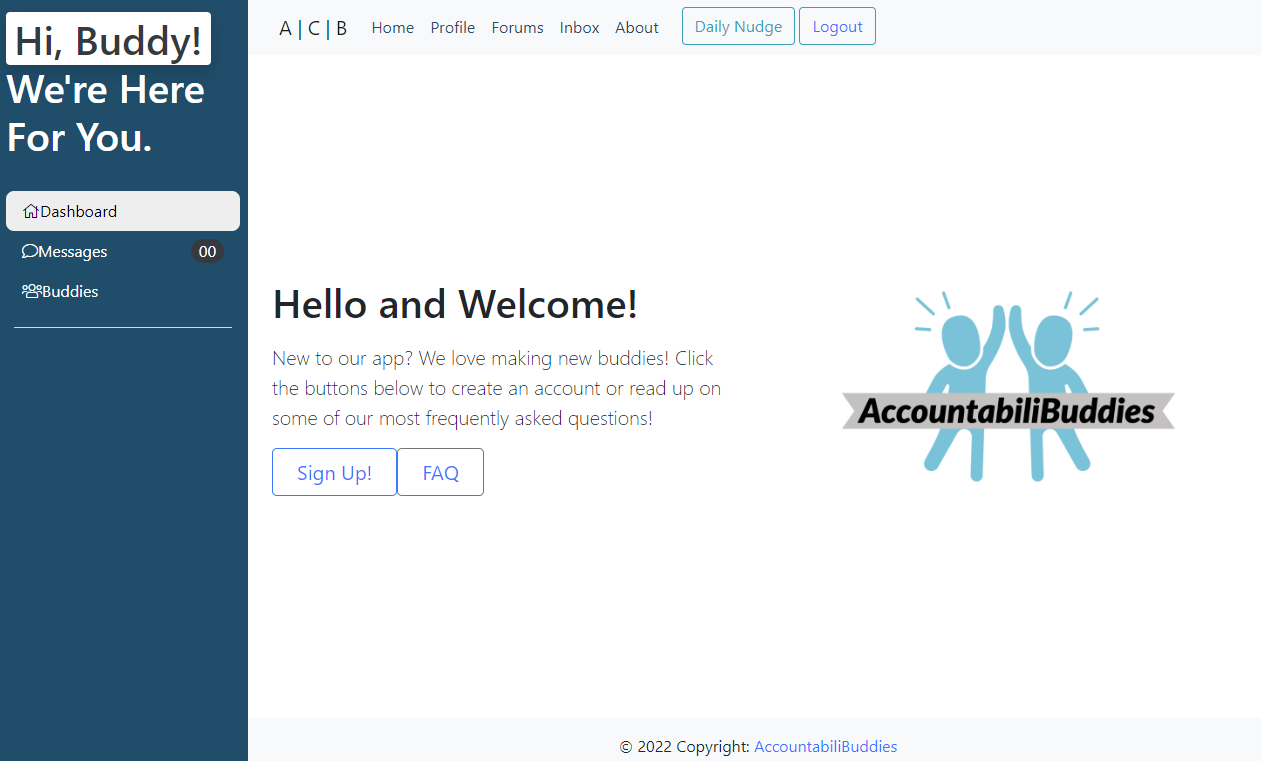 Hi, Buddy!
We're Here
For You.
Dashboard
Messages 00
Buddies
A | C | B Home Profile Forums Inbox About Daily Nudge Logout
Hello and Welcome!
New to our app? We love making new buddies! Click
the buttons below to create an account or read up on
some of our most frequently asked questions!
Sign Up! FAQ
AccountabiliBuddies
© 2022 Copyright: AccountabiliBuddies